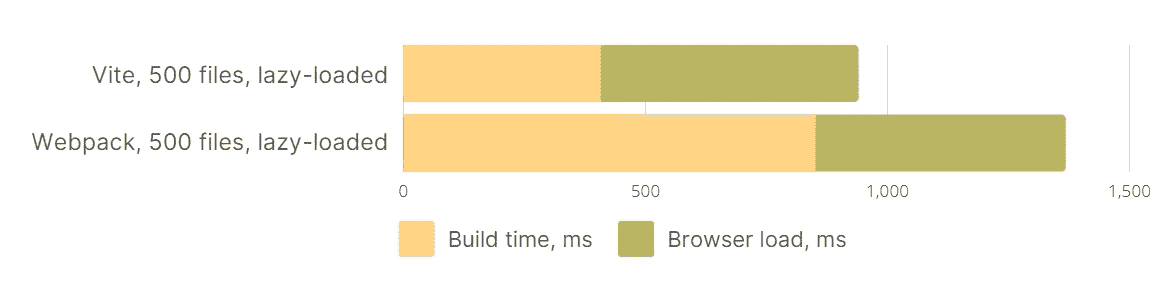 Vite, 500 files, lazy-loaded
Webpack, 500 files, lazy-loaded
0 500 1,000 1,500
Build time, ms Browser load, ms